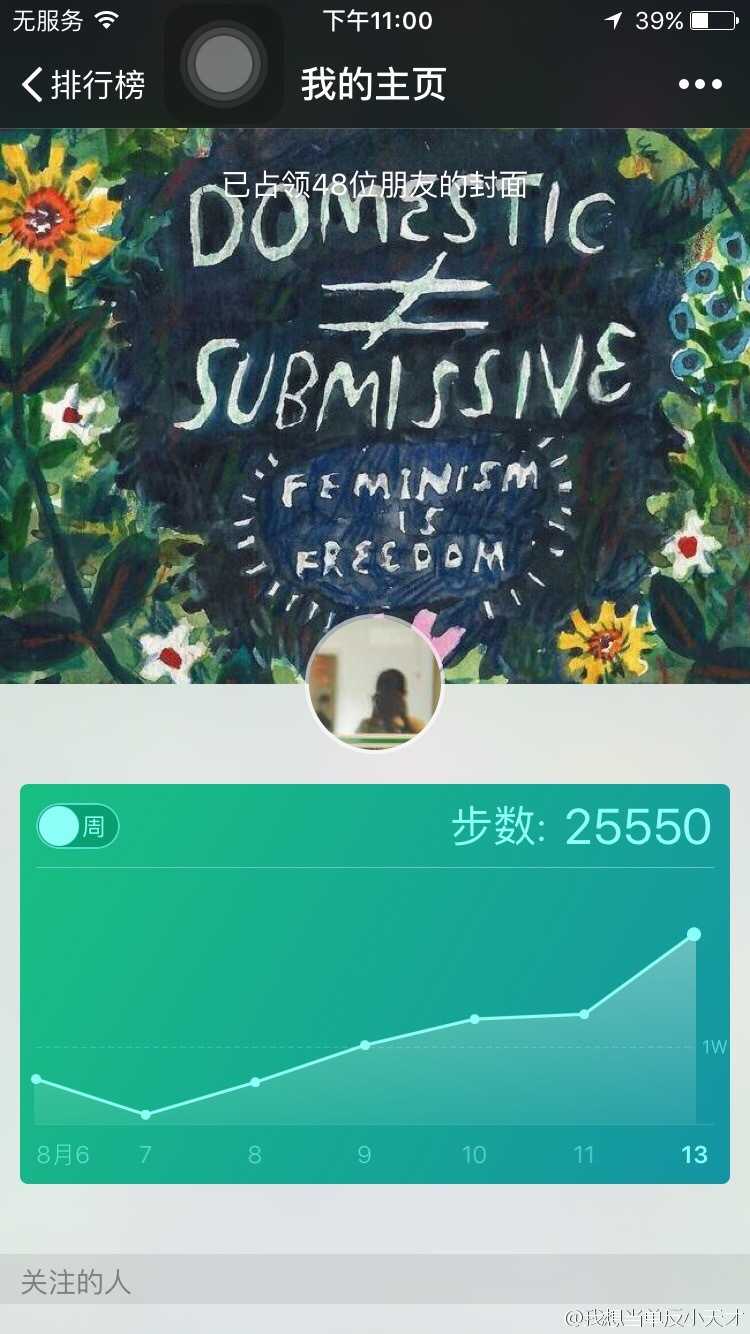 无服务 下午11:00 39%
排行榜 我的主页
已占领48位朋友的封面
DOMESTIC
≠
SUBMISSIVE
FEMINISM
IS
FREEDOM
周 步数: 25550
1W
8月6 7 8 9 10 11 13
关注的人
@我想当单反小天才